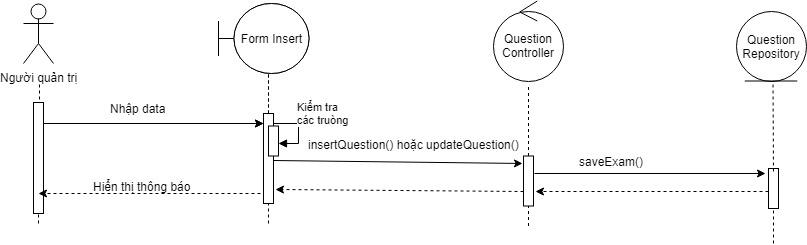 Form Insert
Question
Controller
Question
Repository
Người quản trị
Nhập data
Kiểm tra
các truòng
insertQuestion() hoặc updateQuestion()
saveExam()
Hiển thị thông báo